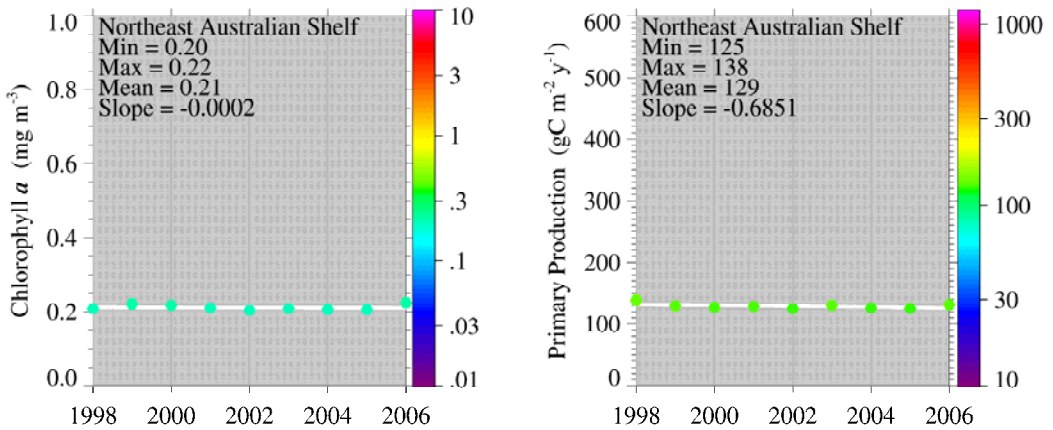 Northeast Australian Shelf
Min = 0.20
Max = 0.22
Mean = 0.21
Slope = -0.0002
Chlorophyll a (mg m-3)
1.0
0.8
0.6
0.4
0.2
0.0
1998 2000 2002 2004 2006
10
3
1
.3
.1
.03
.01
Northeast Australian Shelf
Min = 125
Max = 138
Mean = 129
Slope = -0.6851
Primary Production (gC m-2 y-1)
600
500
400
300
200
100
0
1998 2000 2002 2004 2006
1000
300
100
30
10